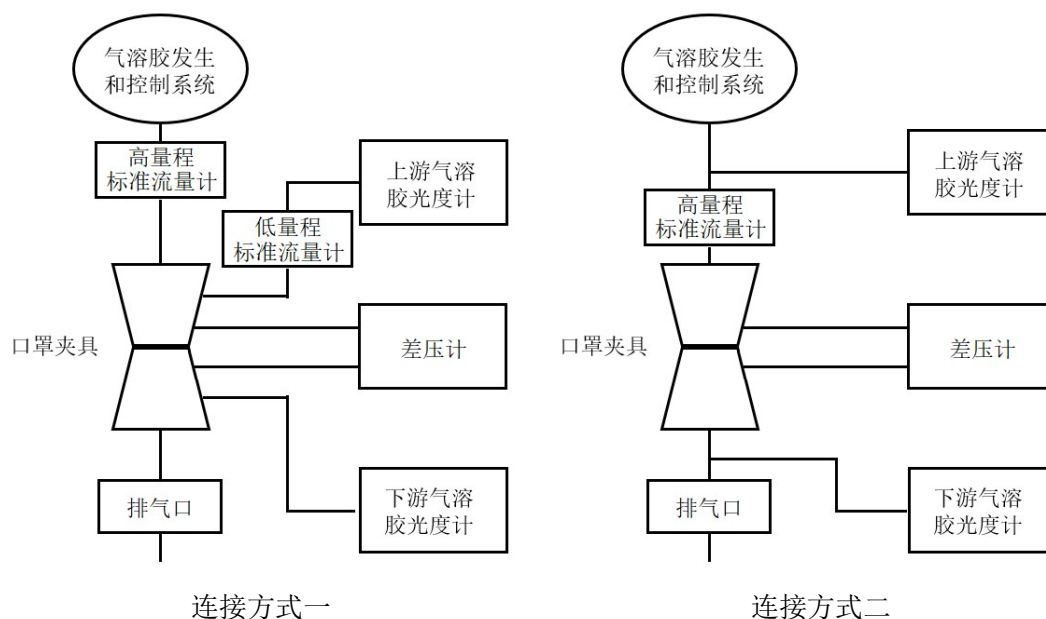 气溶胶发生
和控制系统
高量程
标准流量计
上游气溶
胶光度计
低量程
标准流量计
口罩夹具
差压计
下游气溶
胶光度计
排气口
连接方式一
气溶胶发生
和控制系统
上游气溶
胶光度计
高量程
标准流量计
口罩夹具
差压计
下游气溶
胶光度计
排气口
连接方式二